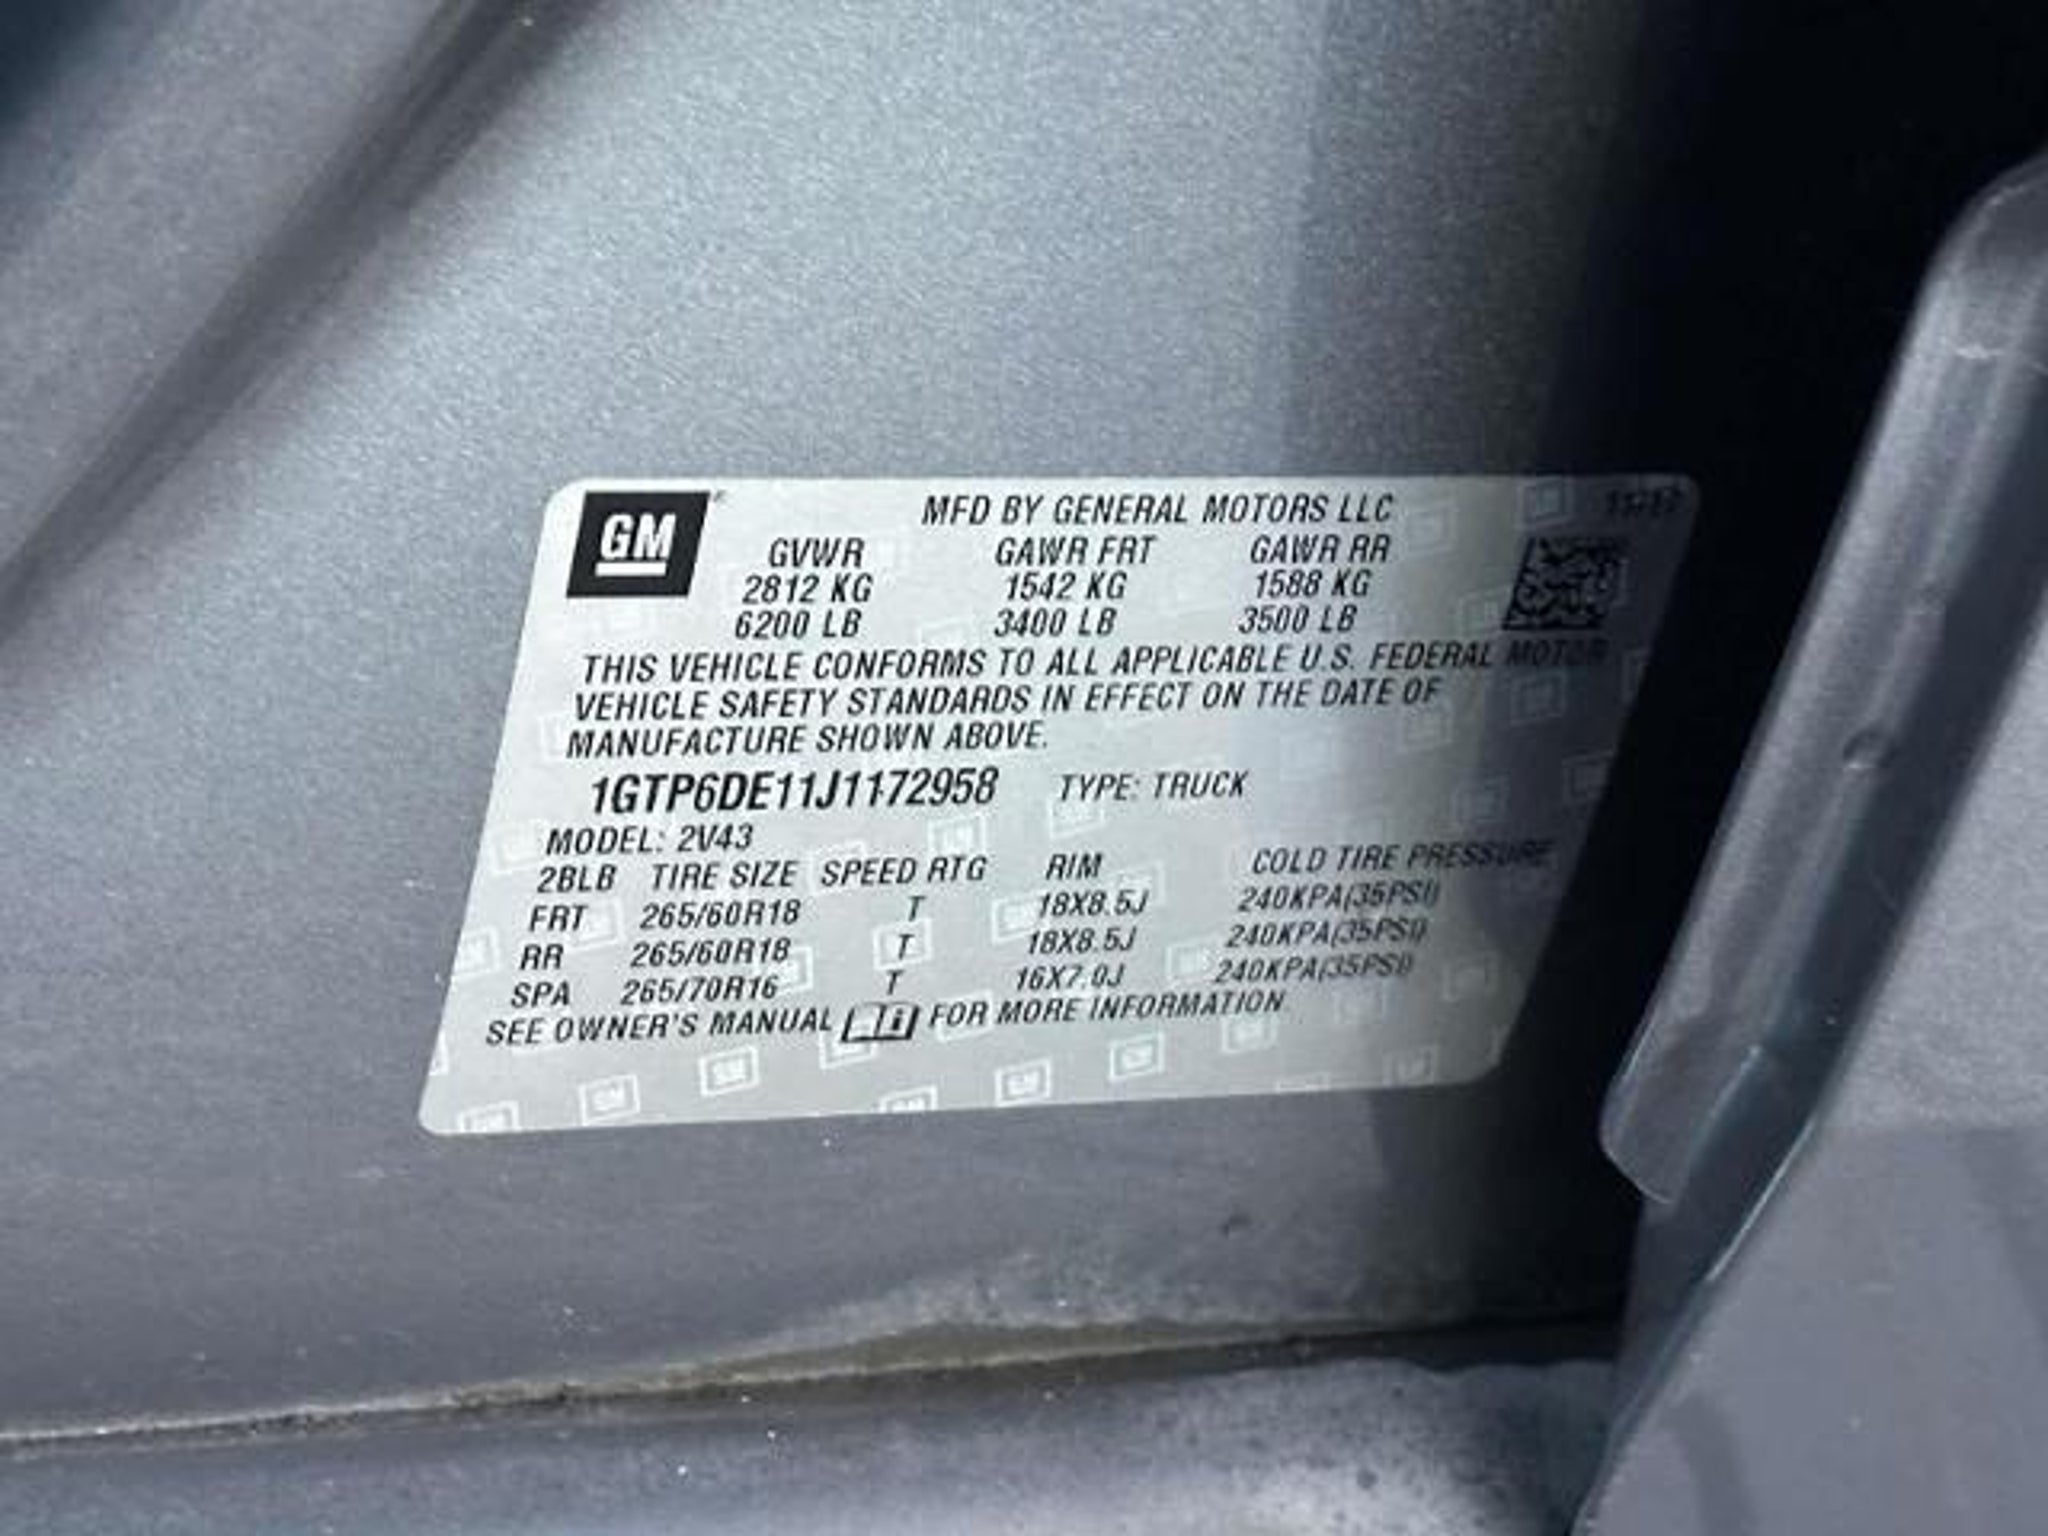 GM
MFD BY GENERAL MOTORS LLC
GVWR GAWR FRT GAWR RR
2812 KG 1542 KG 1588 KG
6200 LB 3400 LB 3500 LB
THIS VEHICLE CONFORMS TO ALL APPLICABLE U.S. FEDERAL MOTOR
VEHICLE SAFETY STANDARDS IN EFFECT ON THE DATE OF
MANUFACTURE SHOWN ABOVE.
1GTP6DE11J1172958 TYPE: TRUCK
MODEL: 2V43
2BLB TIRE SIZE SPEED RTG RIM COLD TIRE PRESSURE
FRT 265/60R18 T 18X8.5J 240KPA(35PSI)
RR 265/60R18 T 18X8.5J 240KPA(35PSI)
SPA 265/70R16 T 16X7.0J 240KPA(35PSI)
SEE OWNER'S MANUAL FOR MORE INFORMATION.